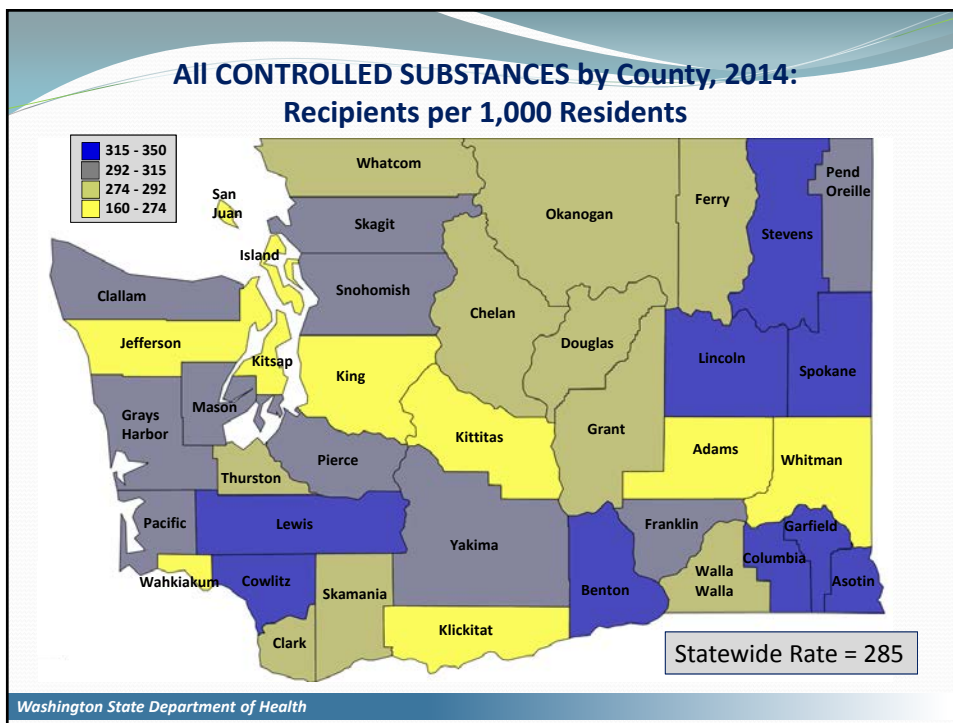 All CONTROLLED SUBSTANCES by County, 2014:
Recipients per 1,000 Residents
315 - 350
292 - 315
274 - 292
160 - 274
Whatcom
San
Juan
Skagit
Okanogan
Ferry
Pend
Oreille
Stevens
Island
Snohomish
Clallam
Chelan
Jefferson
Kitsap
King
Douglas
Lincoln
Spokane
Mason
Grays
Harbor
Kittitas
Grant
Adams
Whitman
Pierce
Thurston
Pacific
Lewis
Yakima
Franklin
Garfield
Columbia
Wahkiakum
Cowlitz
Skamania
Benton
Walla
Walla
Asotin
Clark
Klickitat
Statewide Rate = 285
Washington State Department of Health